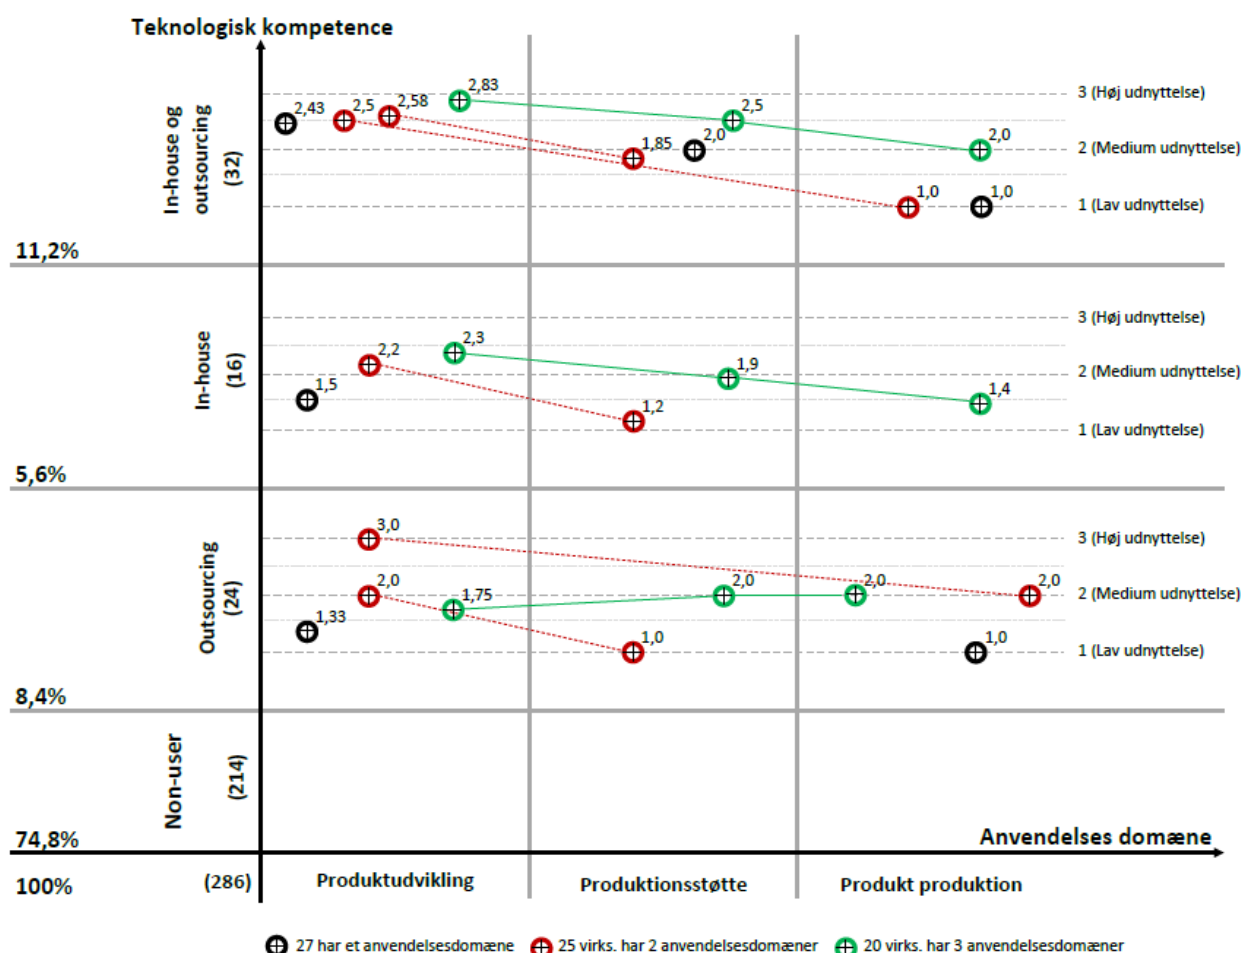 Teknologisk kompetence
In-house og
outsourcing
(32)
2,43
2,5
2,58
2,83
1,85
2,0
2,5
1,0
2,0
1,0
3 (Høj udnyttelse)
2 (Medium udnyttelse)
1 (Lav udnyttelse)
11,2%
In-house
(16)
1,5
2,2
2,3
1,2
1,9
1,4
3 (Høj udnyttelse)
2 (Medium udnyttelse)
1 (Lav udnyttelse)
5,6%
Outsourcing
(24)
3,0
2,0
1,33
1,75
1,0
2,0
2,0
2,0
1,0
3 (Høj udnyttelse)
2 (Medium udnyttelse)
1 (Lav udnyttelse)
8,4%
Non-user
(214)
74,8%
Anvendelses domæne
100%
(286)
Produktudvikling
Produktionsstøtte
Produkt produktion
27 har et anvendelsesdomæne
25 virks. har 2 anvendelsesdomæner
20 virks. har 3 anvendelsesdomæner